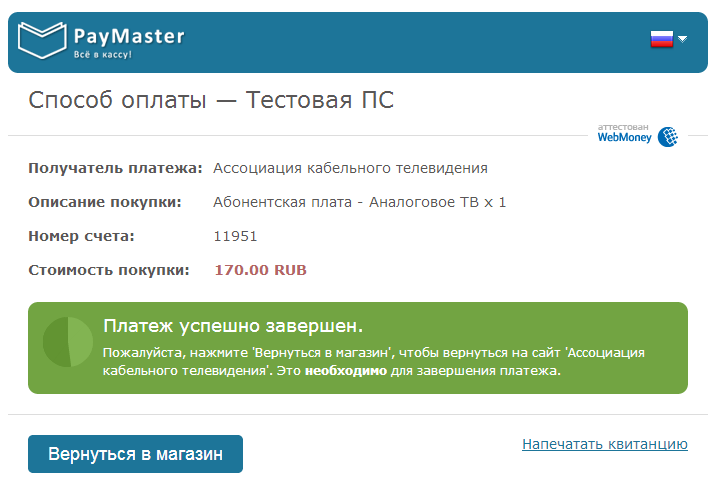 PayMaster
Всё в кассу!
Способ оплаты — Тестовая ПС
аттестован
WebMoney
Получатель платежа: Ассоциация кабельного телевидения
Описание покупки: Абонентская плата - Аналоговое ТВ x 1
Номер счета: 11951
Стоимость покупки: 170.00 RUB
Платеж успешно завершен.
Пожалуйста, нажмите 'Вернуться в магазин', чтобы вернуться на сайт 'Ассоциация
кабельного телевидения'. Это необходимо для завершения платежа.
Вернуться в магазин
Напечатать квитанцию